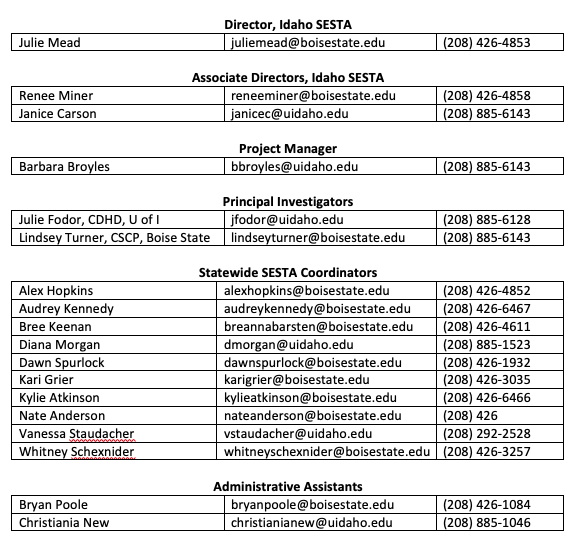 Director, Idaho SESTA
Julie Mead juliemead@boisestate.edu (208) 426-4853
Associate Directors, Idaho SESTA
Renee Miner reneeminer@boisestate.edu (208) 426-4858
Janice Carson janicec@uidaho.edu (208) 885-6143
Project Manager
Barbara Broyles bbroyles@uidaho.edu (208) 885-6143
Principal Investigators
Julie Fodor, CDHD, U of I jfodor@uidaho.edu (208) 885-6128
Lindsey Turner, CSCP, Boise State lindseyturner@boisestate.edu (208) 885-6143
Statewide SESTA Coordinators
Alex Hopkins alexhopkins@boisestate.edu (208) 426-4852
Audrey Kennedy audreykennedy@boisestate.edu (208) 426-6467
Bree Keenan breannabarsten@boisestate.edu (208) 426-4611
Diana Morgan dmorgan@uidaho.edu (208) 885-1523
Dawn Spurlock dawnspurlock@boisestate.edu (208) 426-1932
Kari Grier karigrier@boisestate.edu (208) 426-3035
Kylie Atkinson kylieatkinson@boisestate.edu (208) 426-6466
Nate Anderson nateanderson@boisestate.edu (208) 426
Vanessa Staudacher vstaudacher@uidaho.edu (208) 292-2528
Whitney Schexnider whitneyschexnider@boisestate.edu (208) 426-3257
Administrative Assistants
Bryan Poole bryanpoole@boisestate.edu (208) 426-1084
Christiania New christianianew@uidaho.edu (208) 885-1046